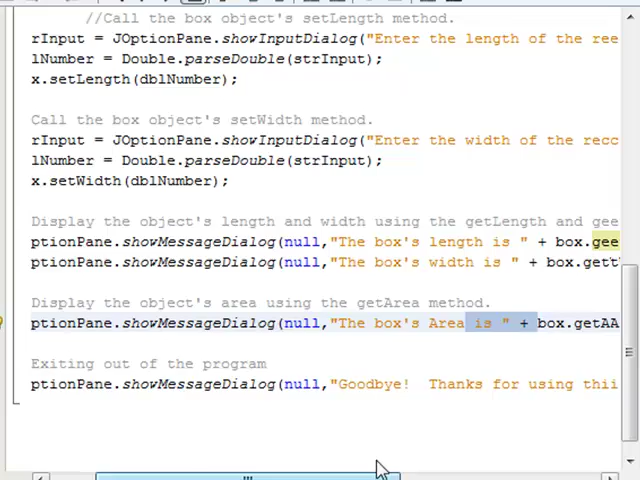 //Call the box object's setLength method.
rInput = JOptionPane.showInputDialog("Enter the length of the ree
lNumber = Double.parseDouble(strInput);
x.setLength(dblNumber);
Call the box object's setWidth method.
rInput = JOptionPane.showInputDialog("Enter the width of the recc
lNumber = Double.parseDouble(strInput);
x.setWidth(dblNumber);
Display the object's length and width using the getLength and gee
ptionPane.showMessageDialog(null,"The box's length is " + box.gee
ptionPane.showMessageDialog(null,"The box's width is " + box.gett
Display the object's area using the getArea method.
ptionPane.showMessageDialog(null,"The box's Area is " + box.getAA
Exiting out of the program
ptionPane.showMessageDialog(null,"Goodbye!  Thanks for using thii